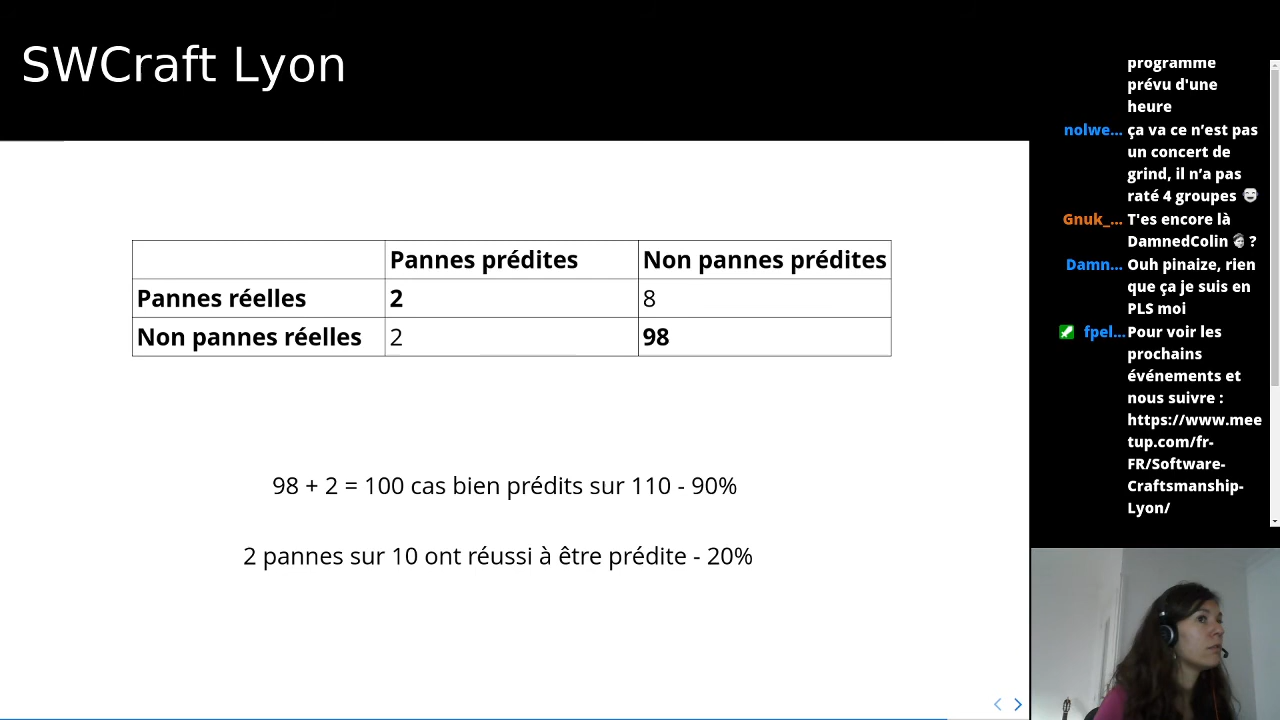 SWCraft Lyon
Pannes prédites Non pannes prédites
Pannes réelles 2 8
Non pannes réelles 2 98
98 + 2 = 100 cas bien prédits sur 110 - 90%
2 pannes sur 10 ont réussi à être prédite - 20%
programme
prévu d'une
heure
nolwe... ça va ce n’est pas
un concert de
grind, il n’a pas
raté 4 groupes
Gnuk_... T'es encore là
DamnedColin ?
Damn... Ouh pinaize, rien
que ça je suis en
PLS moi
fpel... Pour voir les
prochains
événements et
nous suivre :
https://www.mee
tup.com/fr-
FR/Software-
Craftsmanship-
Lyon/